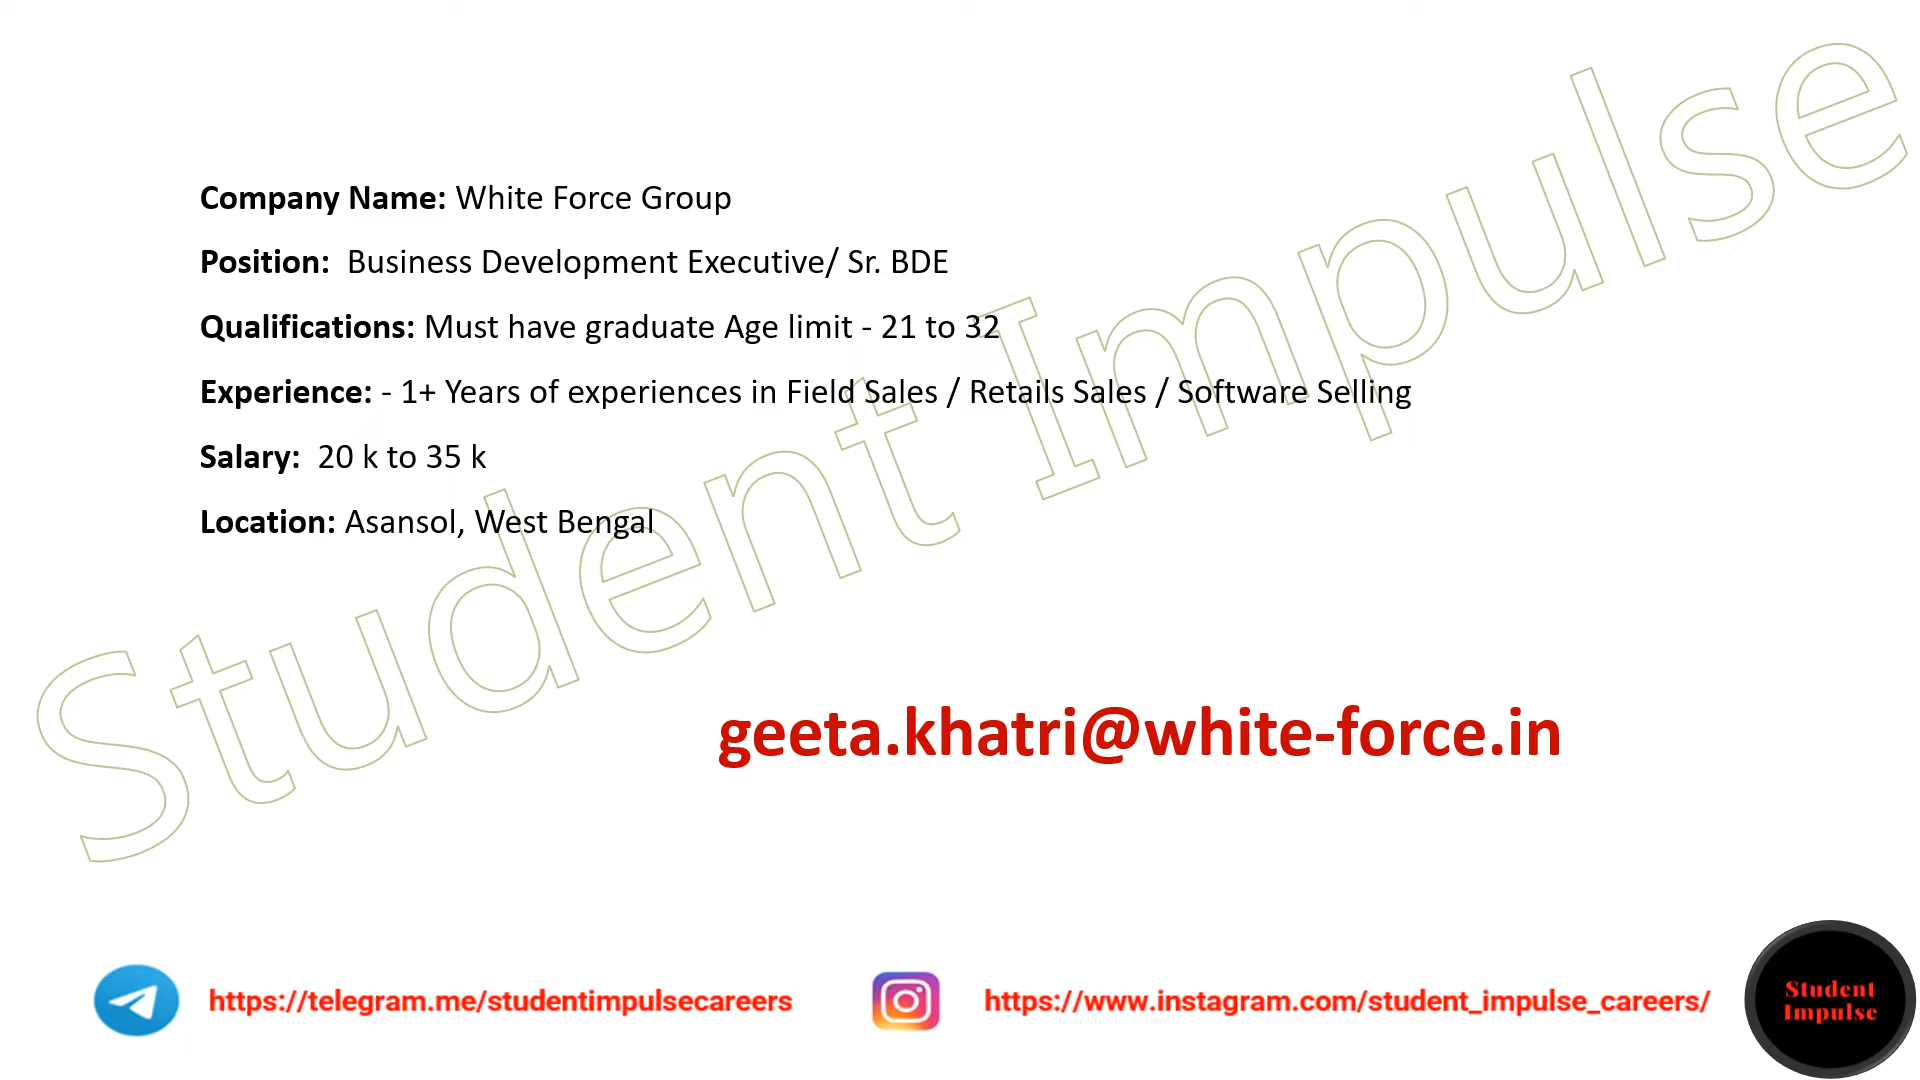 Company Name: White Force Group
Position: Business Development Executive/ Sr. BDE
Qualifications: Must have graduate Age limit - 21 to 32
Experience: - 1+ Years of experiences in Field Sales / Retails Sales / Software Selling
Salary: 20 k to 35 k
Location: Asansol, West Bengal
Student Impulse
geeta.khatri@white-force.in
https://telegram.me/studentimpulsecareers
https://www.instagram.com/student_impulse_careers/
Student
Impulse